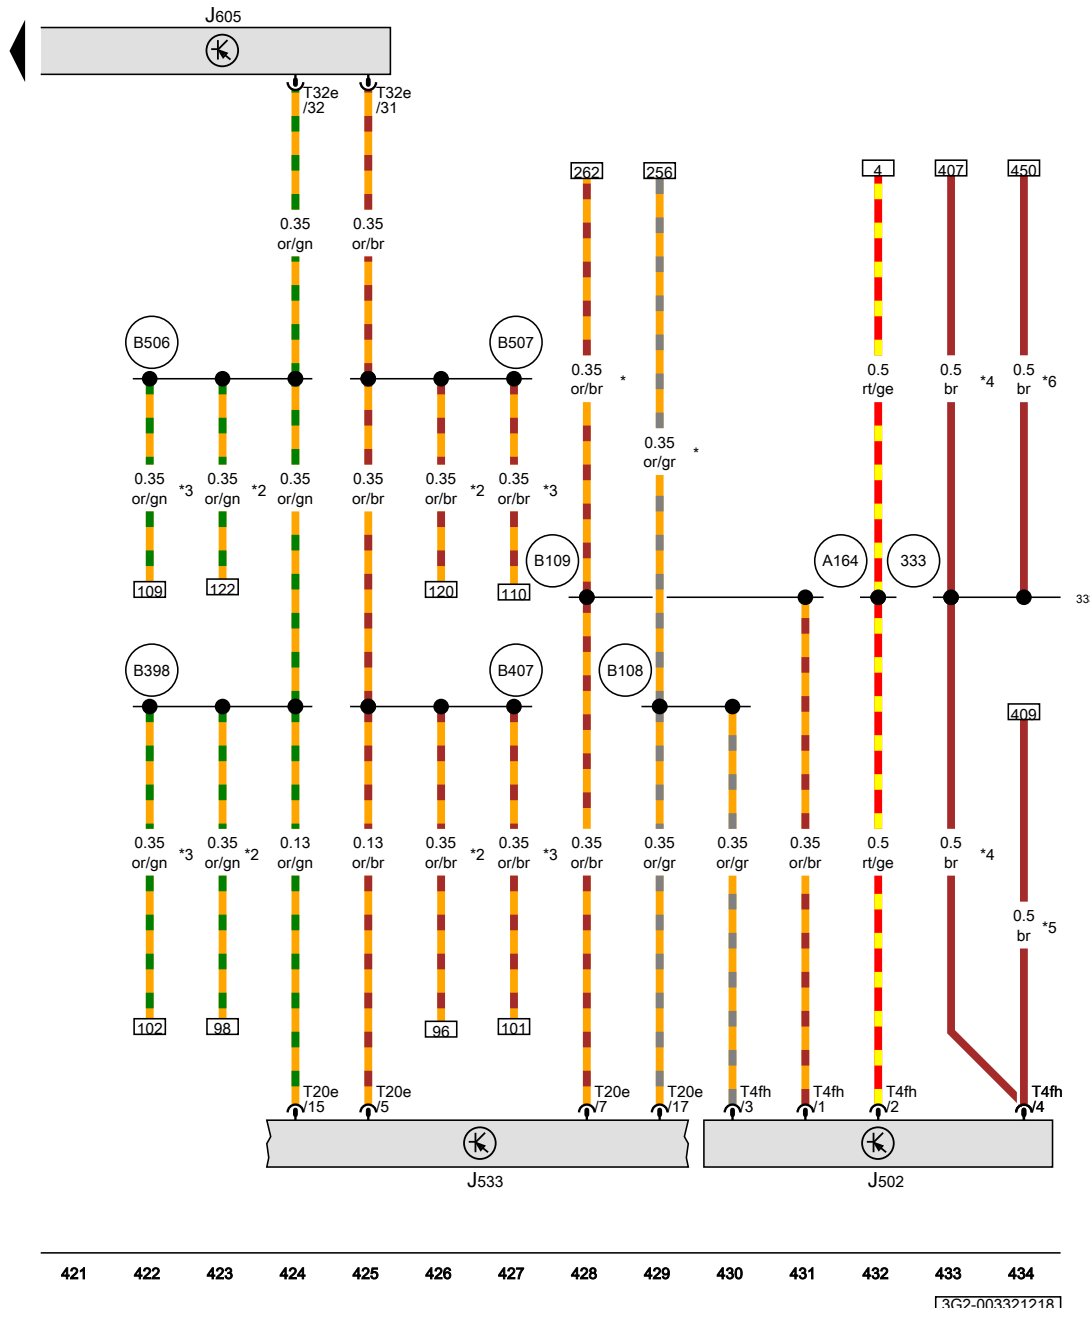 J605
T32e
/32
T32e
/31
262
256
4
407
450
0.35
or/gn
0.35
or/br
B506
B507
0.35
or/br
*
0.5
rt/ge
0.5
br
*4
0.5
br
*6
0.35
or/gr
*
0.35
or/gn
*3
0.35
or/gn
*2
0.35
or/gn
0.35
or/br
0.35
or/br
*2
0.35
or/br
*3
B109
A164
333
109
122
120
110
33
B398
B407
B108
409
0.35
or/gn
*3
0.35
or/gn
*2
0.13
or/gn
0.13
or/br
0.35
or/br
*2
0.35
or/br
*3
0.35
or/br
0.35
or/gr
0.35
or/gr
0.35
or/br
0.5
rt/ge
0.5
br
*4
0.5
br
*5
102
98
96
101
T20e
/15
T20e
/5
T20e
/7
T20e
/17
T4fh
/3
T4fh
/1
T4fh
/2
T4fh
/4
J533
J502
421 422 423 424 425 426 427 428 429 430 431 432 433 434
3G2-003321218